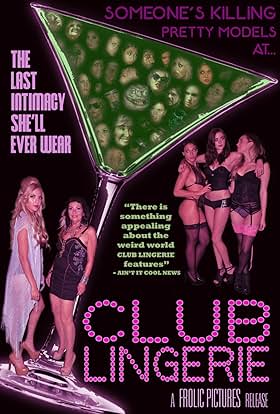 SOMEONE'S KILLING
PRETTY MODELS
AT...
THE
LAST
INTIMACY
SHE'LL
EVER WEAR
"There is
something
appealing
about the
weird world
CLUB LINGERIE
features"
- AIN'T IT COOL NEWS
CLUB
LINGERIE
A FROLIC PICTURES RELEASE